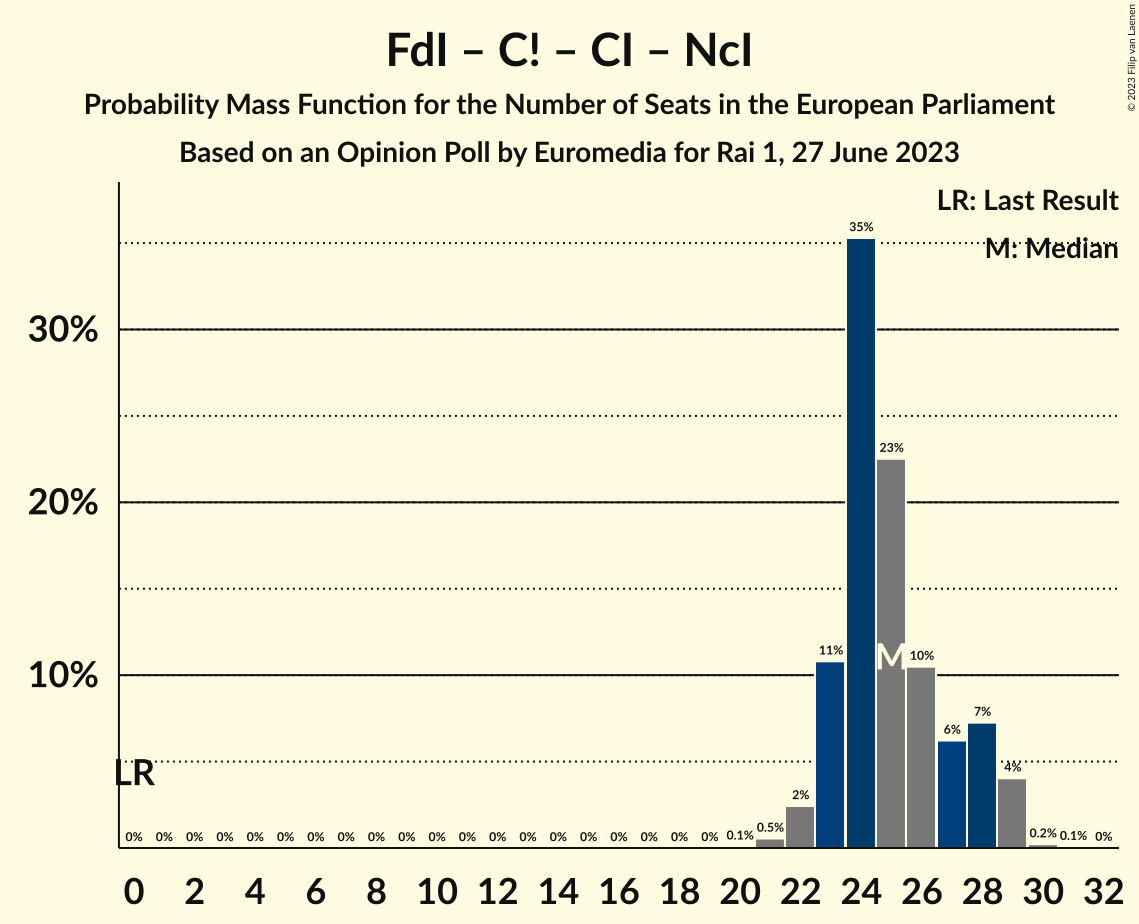 FdI – C! – CI – NcI
Probability Mass Function for the Number of Seats in the European Parliament
Based on an Opinion Poll by Euromedia for Rai 1, 27 June 2023
© 2023 Filip van Laenen
LR: Last Result
M: Median
30%
20%
10%
LR
M
0% 0% 0% 0% 0% 0% 0% 0% 0% 0% 0% 0% 0% 0% 0% 0% 0% 0% 0% 0% 0.1% 0.5% 2% 11% 35% 23% 10% 6% 7% 4% 0.2% 0.1% 0%
0 2 4 6 8 10 12 14 16 18 20 22 24 26 28 30 32